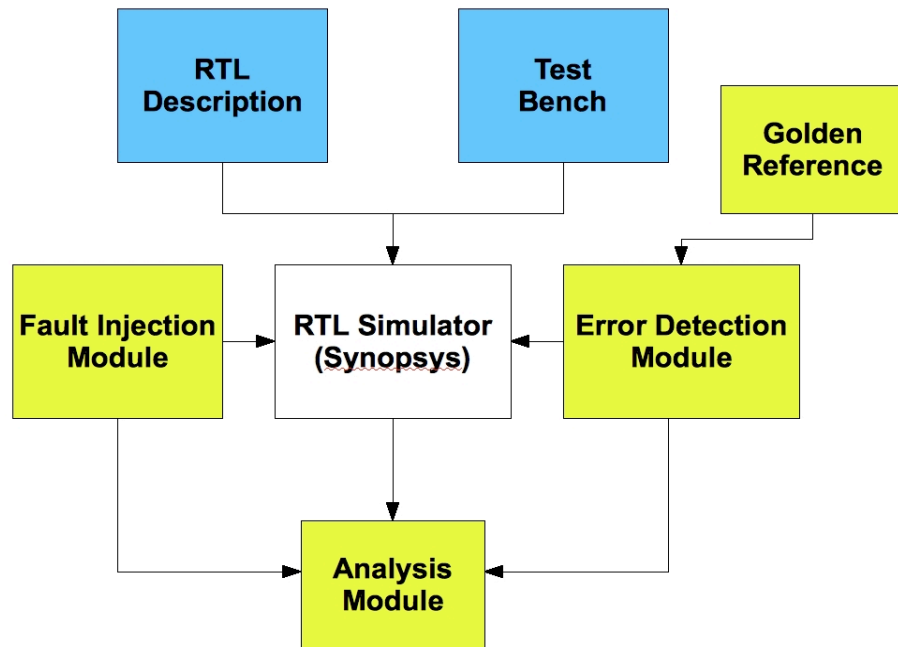 RTL
Description
Test
Bench
Golden
Reference
Fault Injection
Module
RTL Simulator
(Synopsys)
Error Detection
Module
Analysis
Module